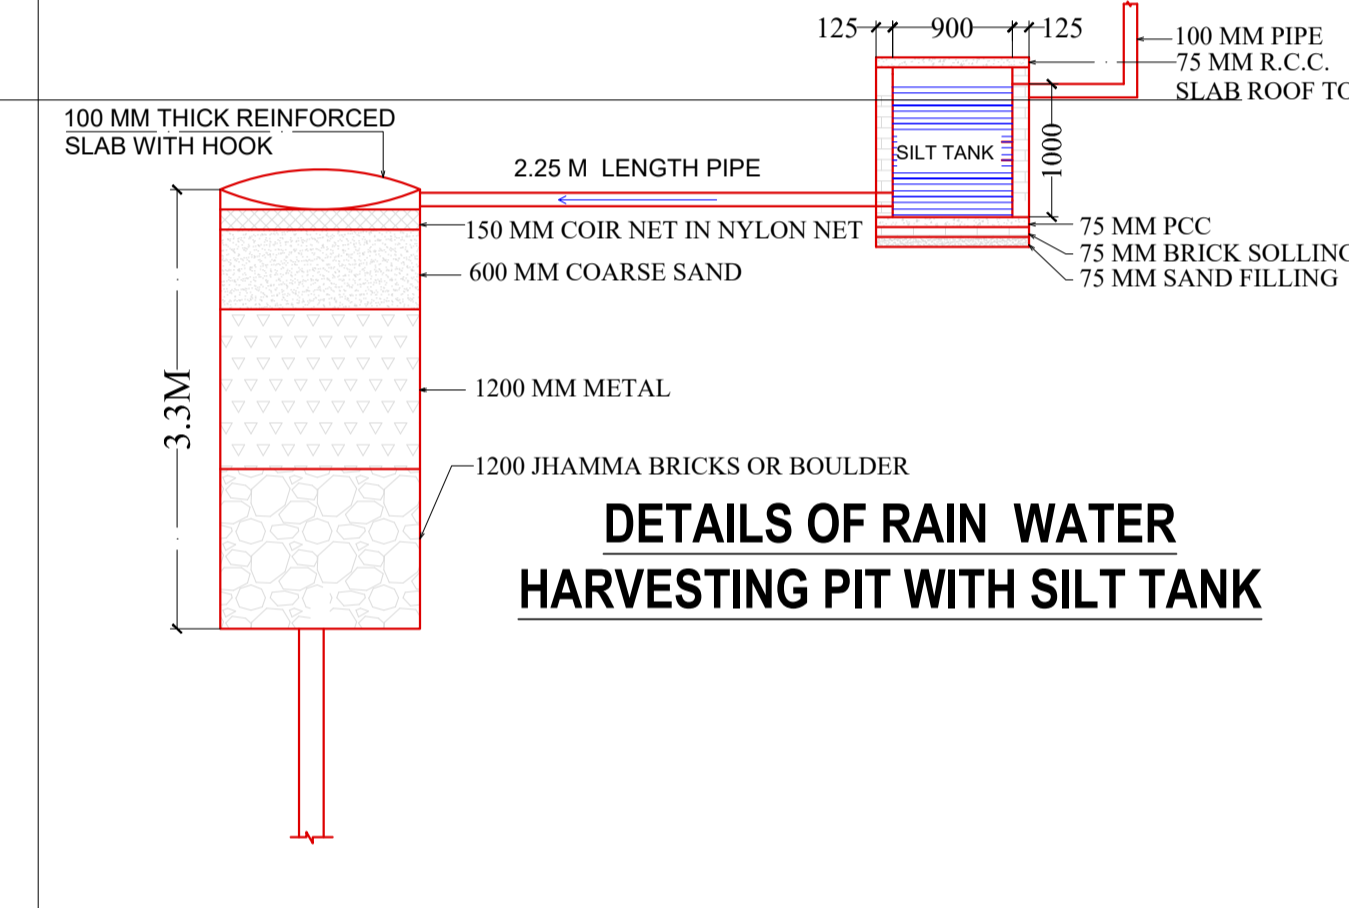 125 900 125
100 MM PIPE
75 MM R.C.C.
SLAB ROOF TO
100 MM THICK REINFORCED
SLAB WITH HOOK
SILT TANK
1000
2.25 M LENGTH PIPE
150 MM COIR NET IN NYLON NET
75 MM PCC
75 MM BRICK SOLLING
75 MM SAND FILLING
600 MM COARSE SAND
3.3M
1200 MM METAL
1200 JHAMMA BRICKS OR BOULDER
DETAILS OF RAIN WATER
HARVESTING PIT WITH SILT TANK